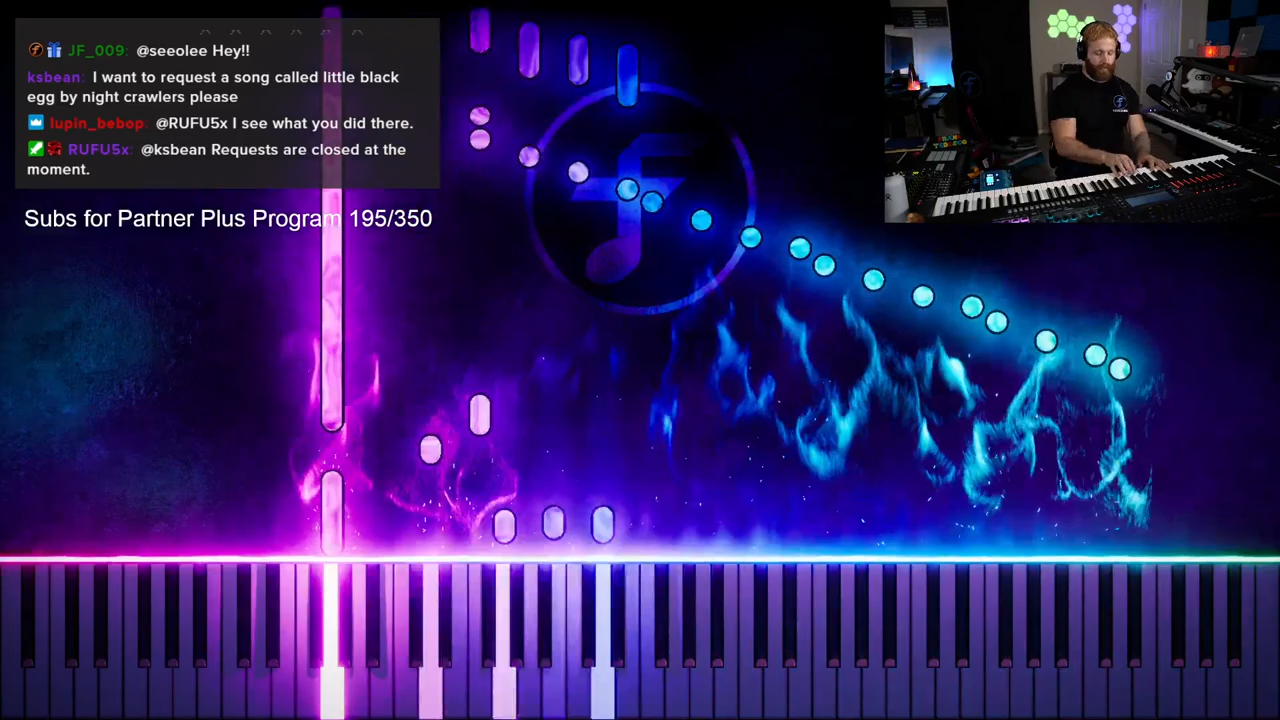 JF_009: @seeolee Hey!!
ksbean: I want to request a song called little black
egg by night crawlers please
lupin_bebop: @RUFU5x I see what you did there.
RUFU5x: @ksbean Requests are closed at the
moment.
Subs for Partner Plus Program 195/350